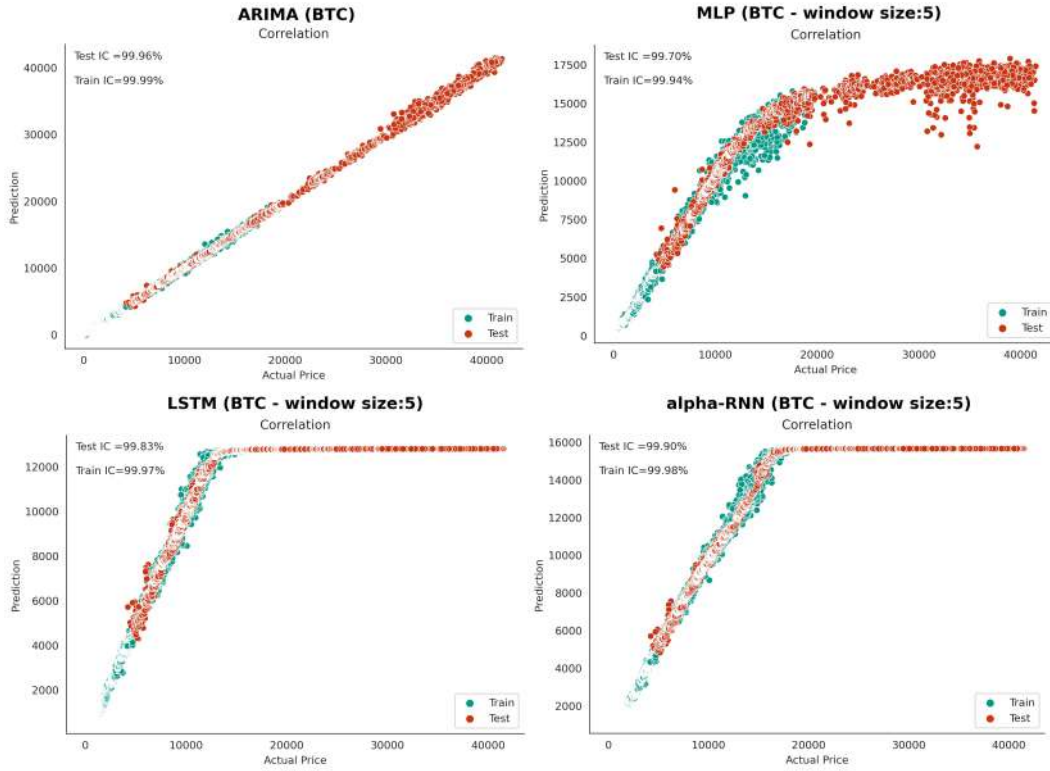 ARIMA (BTC)
Correlation
Test IC =99.96%
Train IC=99.99%
40000
30000
20000
10000
0
Prediction
0 10000 20000 30000 40000
Actual Price
Train
Test
MLP (BTC - window size:5)
Correlation
Test IC =99.70%
Train IC=99.94%
17500
15000
12500
10000
7500
5000
2500
0
Prediction
0 10000 20000 30000 40000
Actual Price
Train
Test
LSTM (BTC - window size:5)
Correlation
Test IC =99.83%
Train IC=99.97%
12000
10000
8000
6000
4000
2000
Prediction
0 10000 20000 30000 40000
Actual Price
Train
Test
alpha-RNN (BTC - window size:5)
Correlation
Test IC =99.90%
Train IC=99.98%
16000
14000
12000
10000
8000
6000
4000
2000
Prediction
0 10000 20000 30000 40000
Actual Price
Train
Test